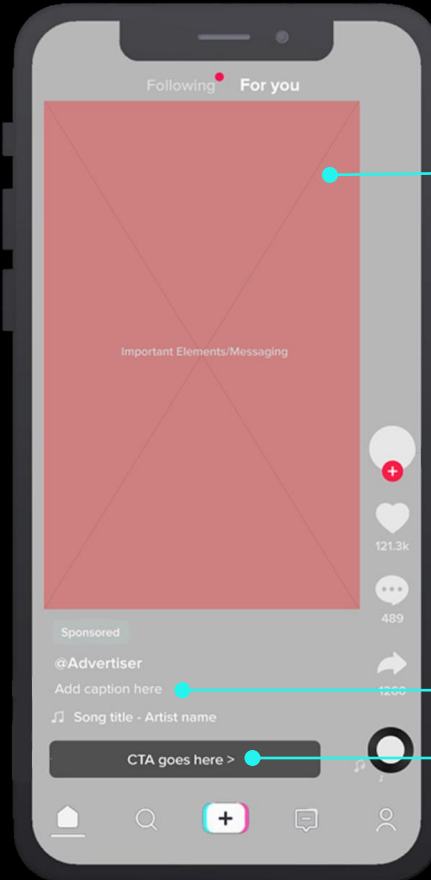 Following For you
Important Elements/Messaging
121.3k
489
Sponsored
@Advertiser
Add caption here
1260
Song title - Artist name
CTA goes here >